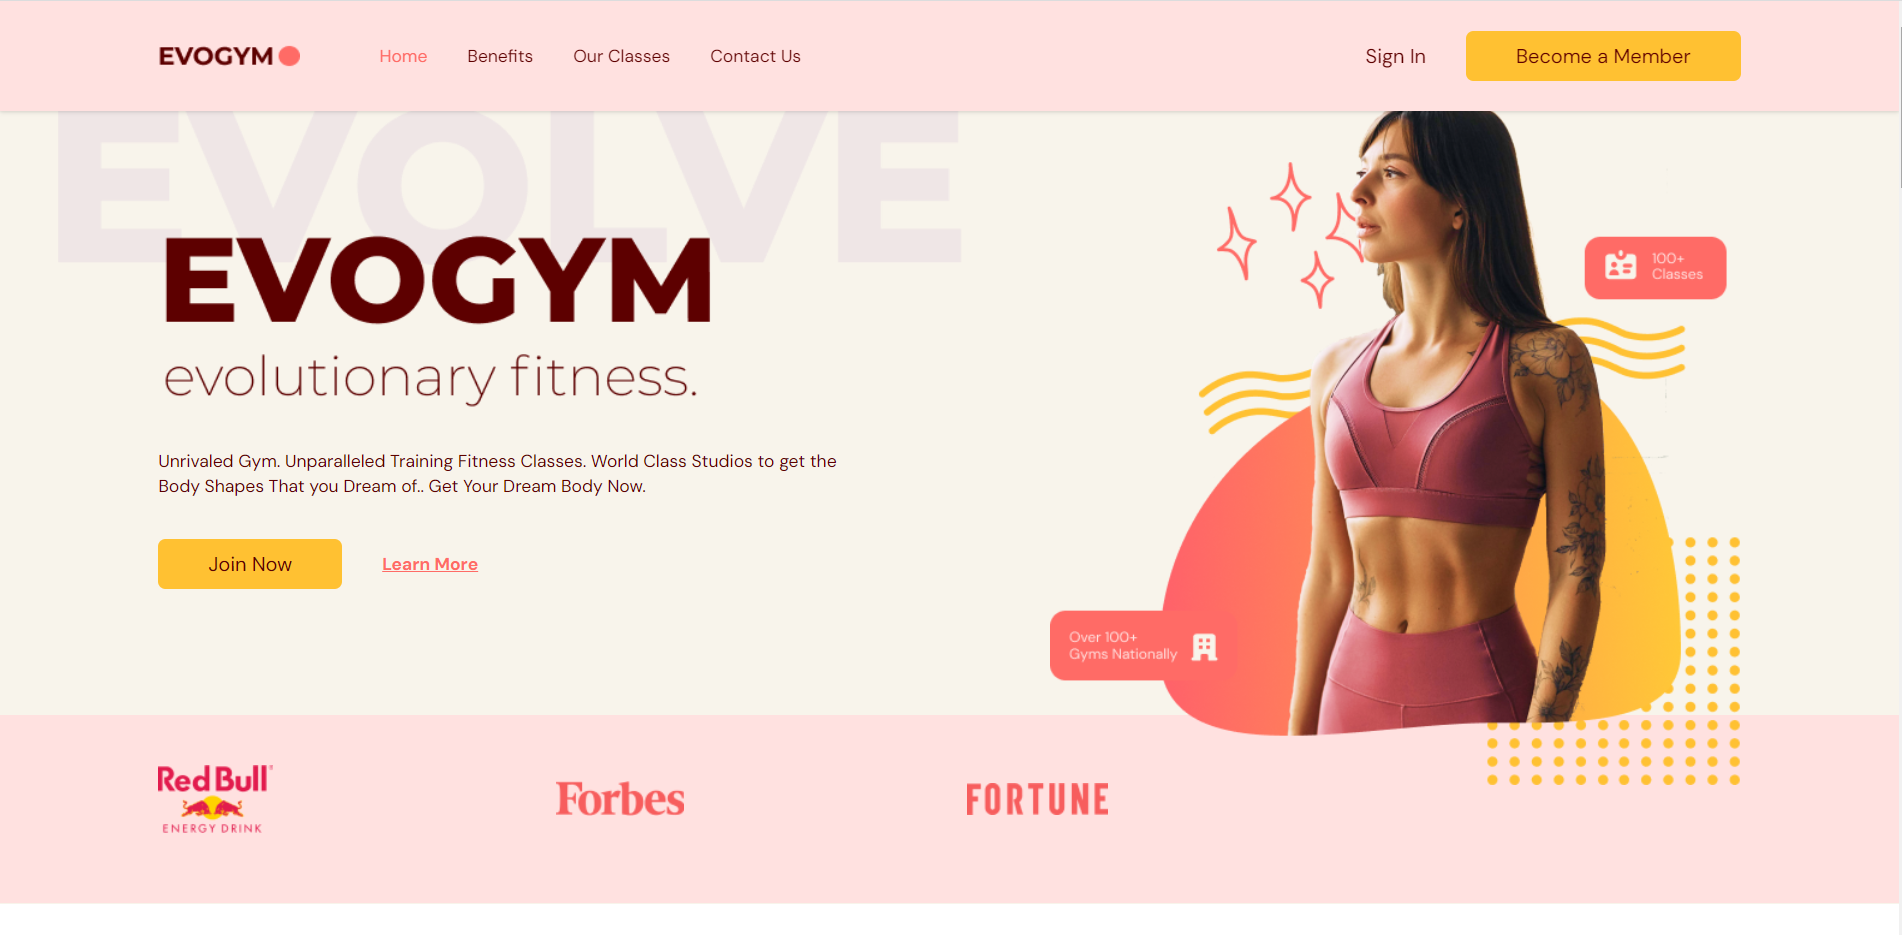 EVOGYM
Home
Benefits
Our Classes
Contact Us
Sign In
Become a Member
EVOLVE
EVOGYM
evolutionary fitness.
Unrivaled Gym. Unparalleled Training Fitness Classes. World Class Studios to get the
Body Shapes That you Dream of.. Get Your Dream Body Now.
Join Now
Learn More
100+
Classes
Over 100+
Gyms Nationally
Red Bull
ENERGY DRINK
Forbes
FORTUNE